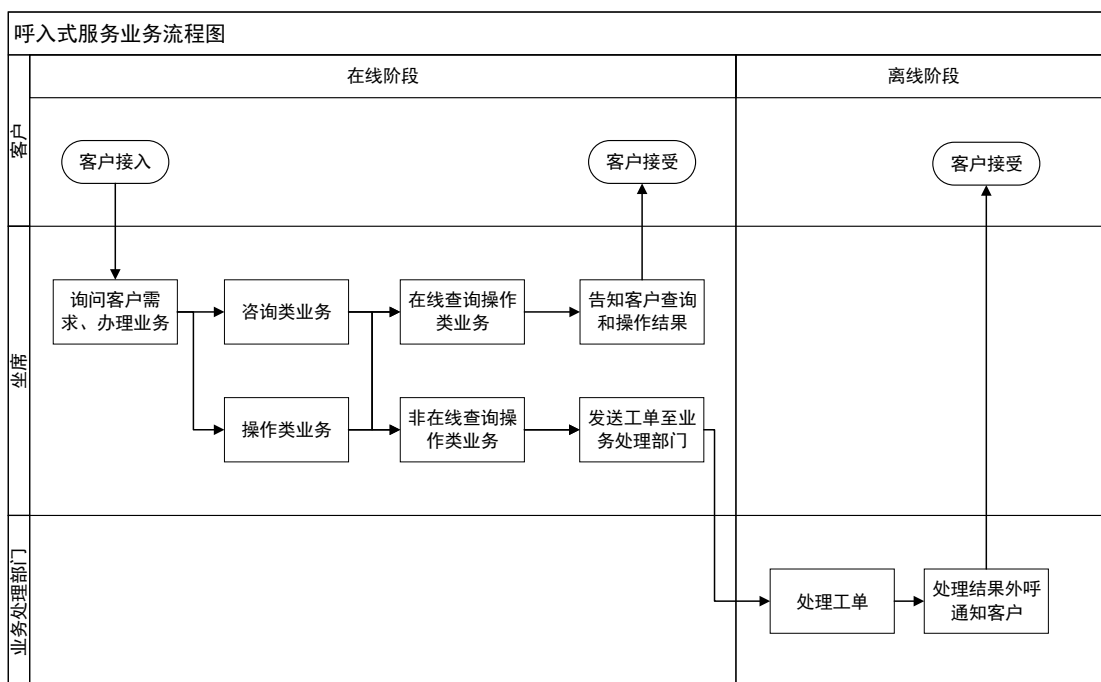 呼入式服务业务流程图
在线阶段
离线阶段
客户
客户接入
客户接受
客户接受
坐席
询问客户需
求、办理业务
咨询类业务
在线查询操作
类业务
告知客户查询
和操作结果
操作类业务
非在线查询操
作类业务
发送工单至业
务处理部门
业务处理部门
处理工单
处理结果外呼
通知客户